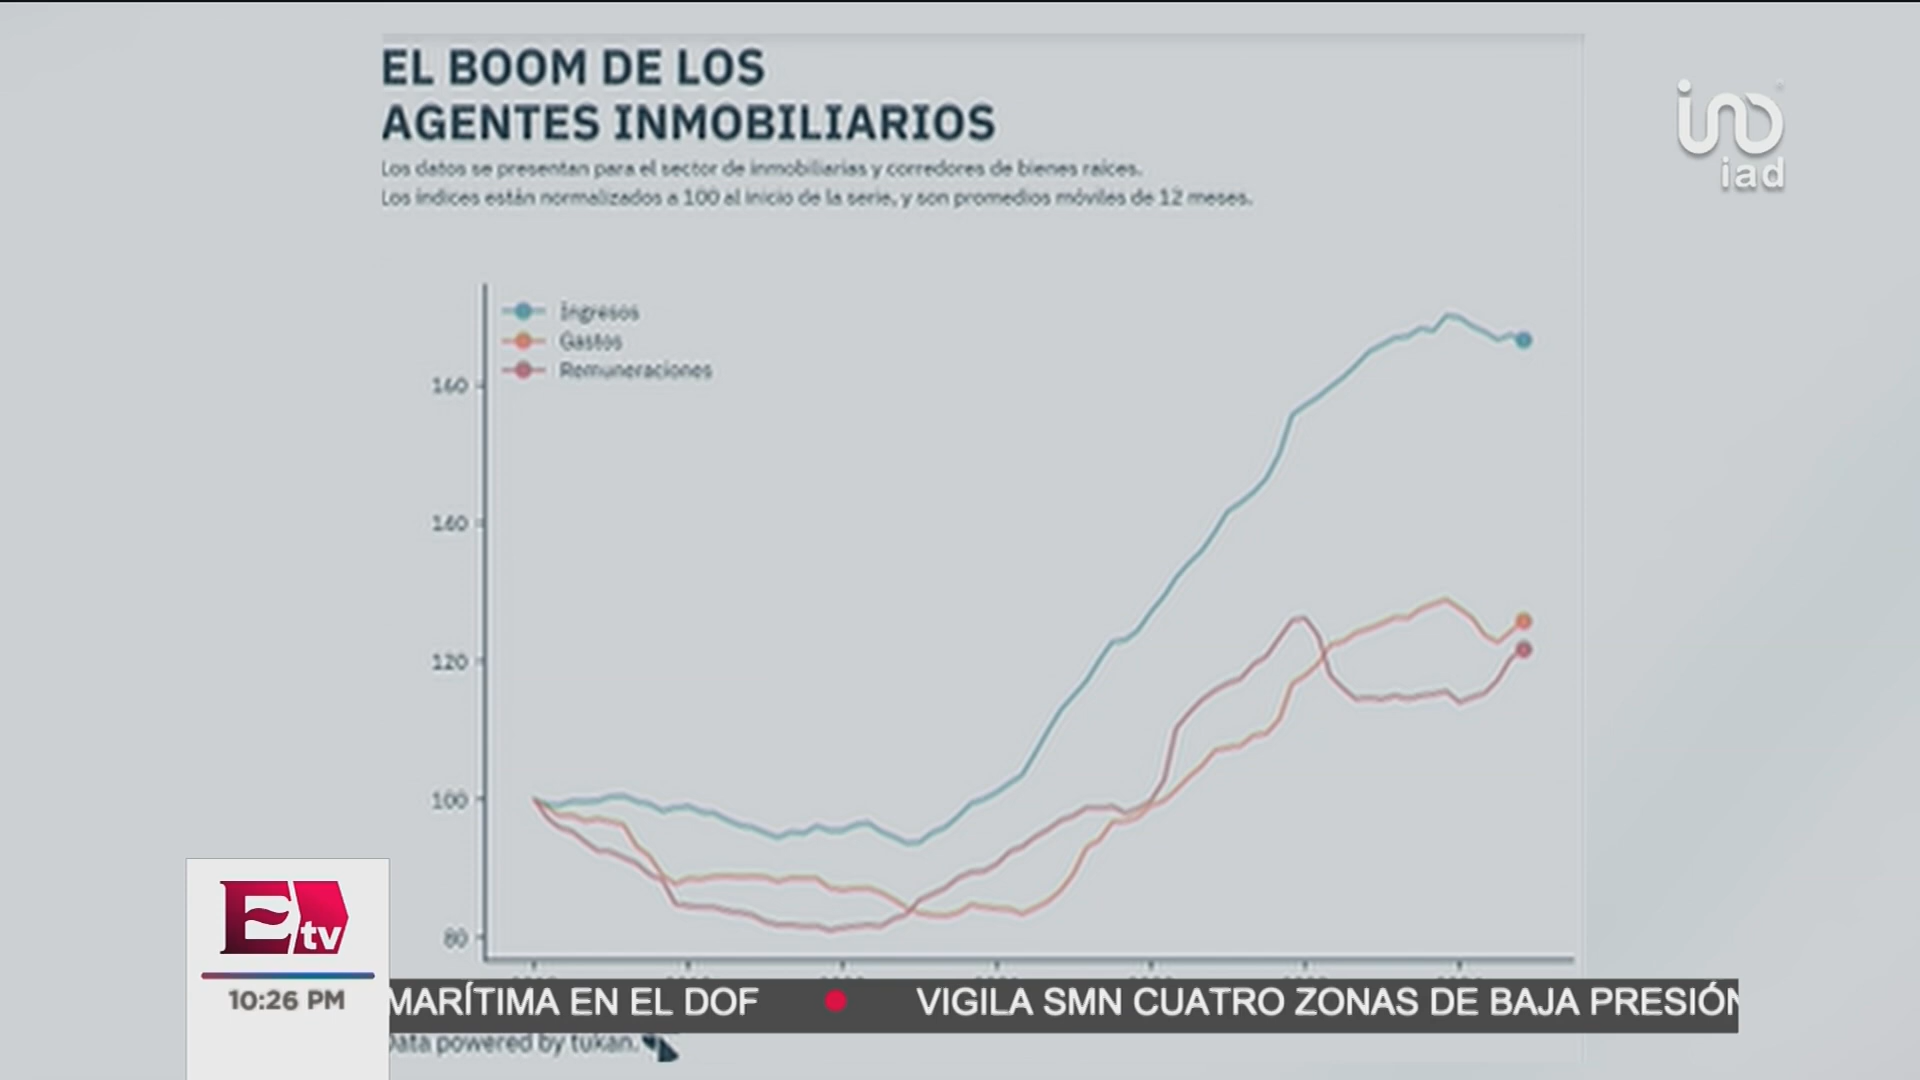 EL BOOM DE LOS
AGENTES INMOBILIARIOS
Los datos se presentan para el sector de inmobiliarias y corredores de bienes raíces.
Los índices están normalizados a 100 al inicio de la serie, y son promedios móviles de 12 meses.
iad
Ingresos
Gastos
Remuneraciones
160
160
120
100
80
Etv
10:26 PM
MARÍTIMA EN EL DOF
VIGILA SMN CUATRO ZONAS DE BAJA PRESIÓN
Data powered by tukan.